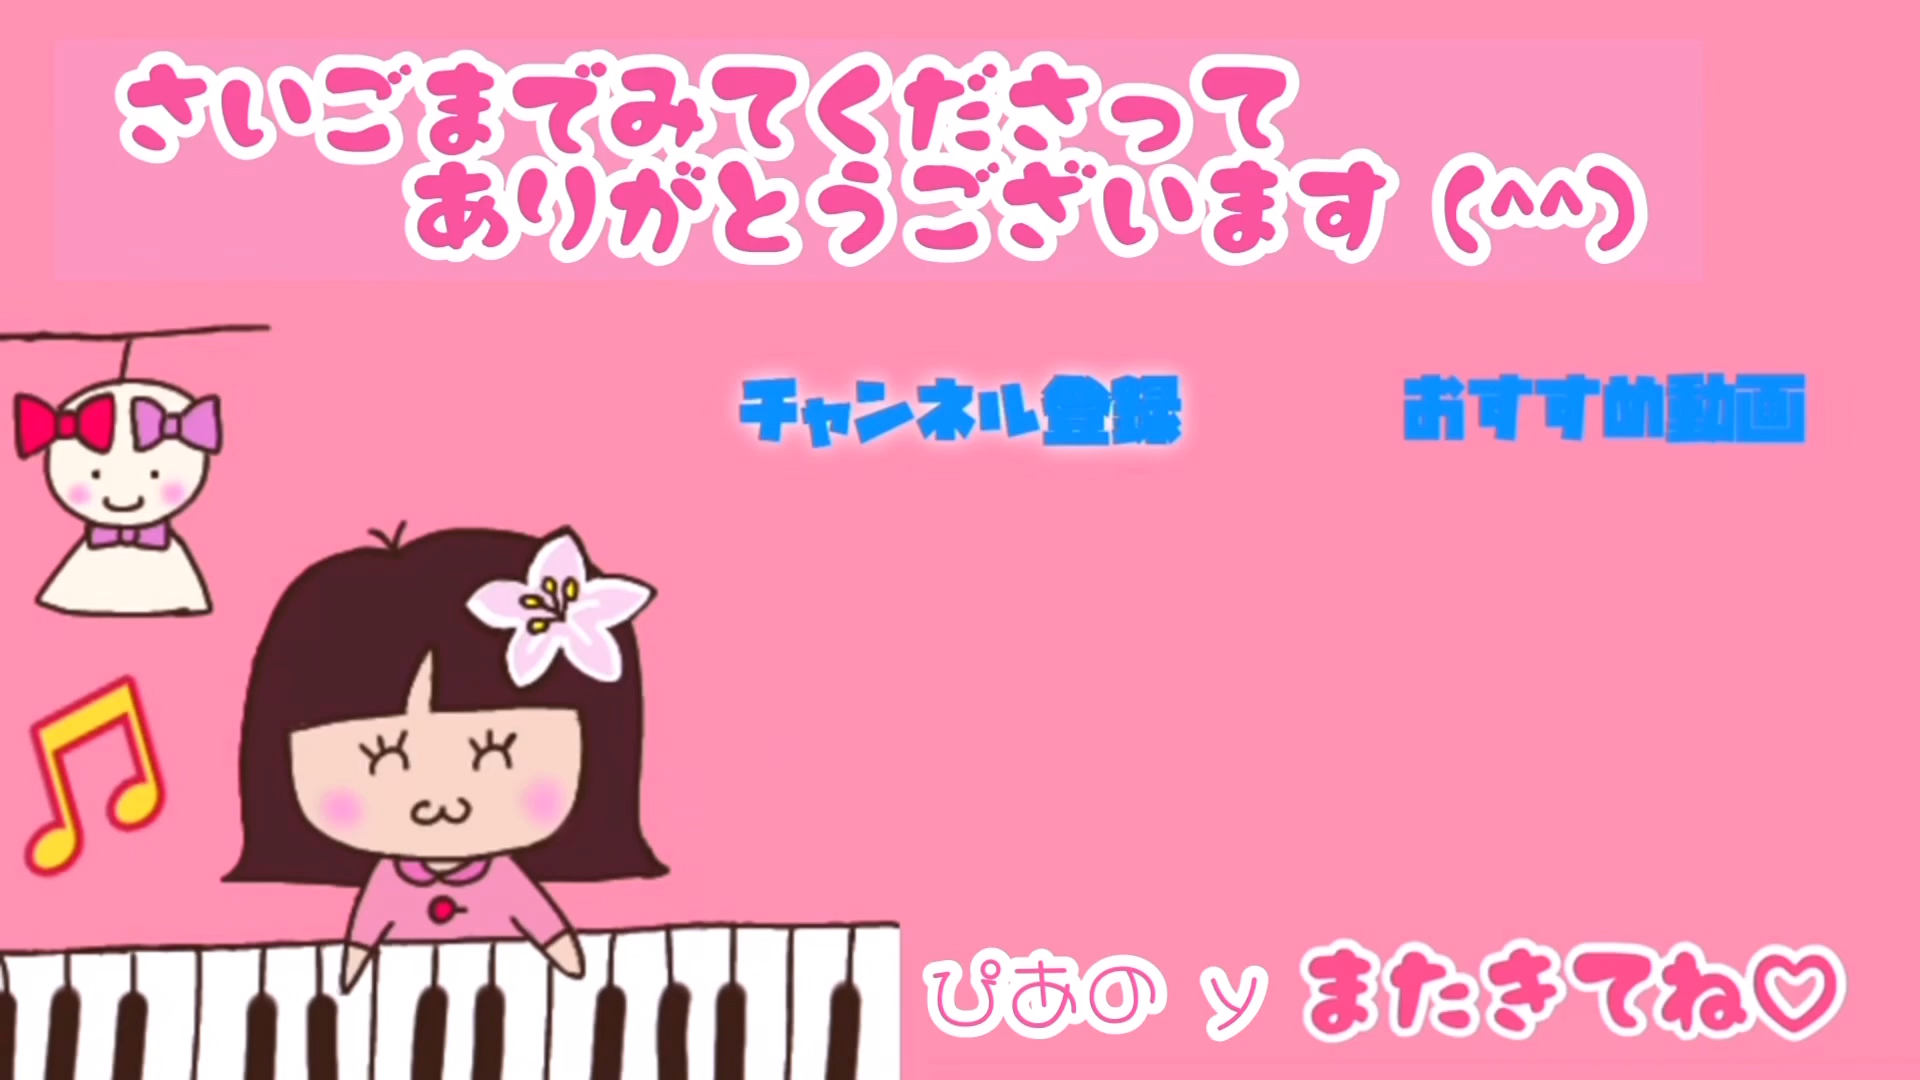 さいごまでみてくださって
ありがとうございます (^^)
チャンネル登録
おすすめ動画
ぴあの y またきてね♡